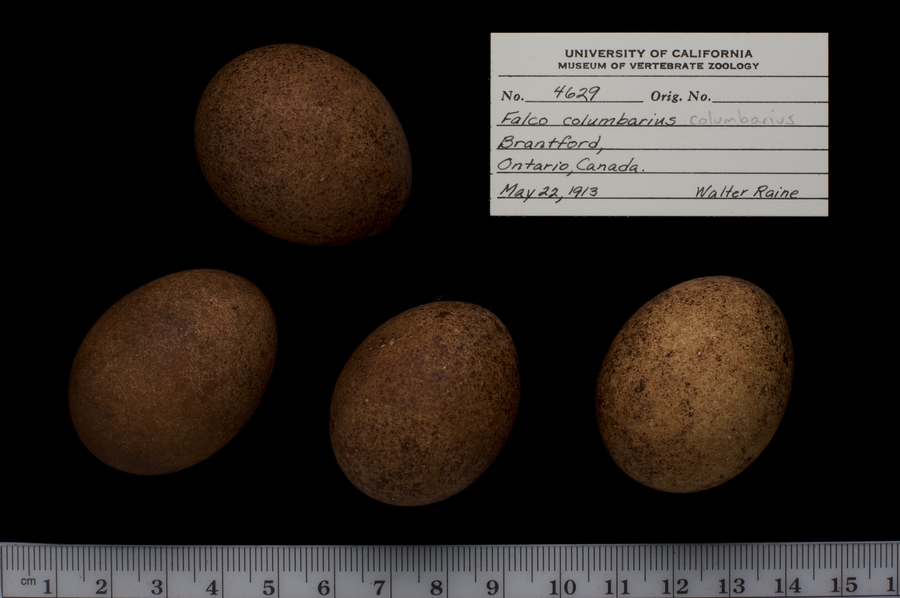 UNIVERSITY OF CALIFORNIA
MUSEUM OF VERTEBRATE ZOOLOGY
No. 4629 Orig. No.
Falco columbarius columbarius
Brantford,
Ontario, Canada.
May 22, 1913 Walter Raine
cm 1 2 3 4 5 6 7 8 9 10 11 12 13 14 15 1